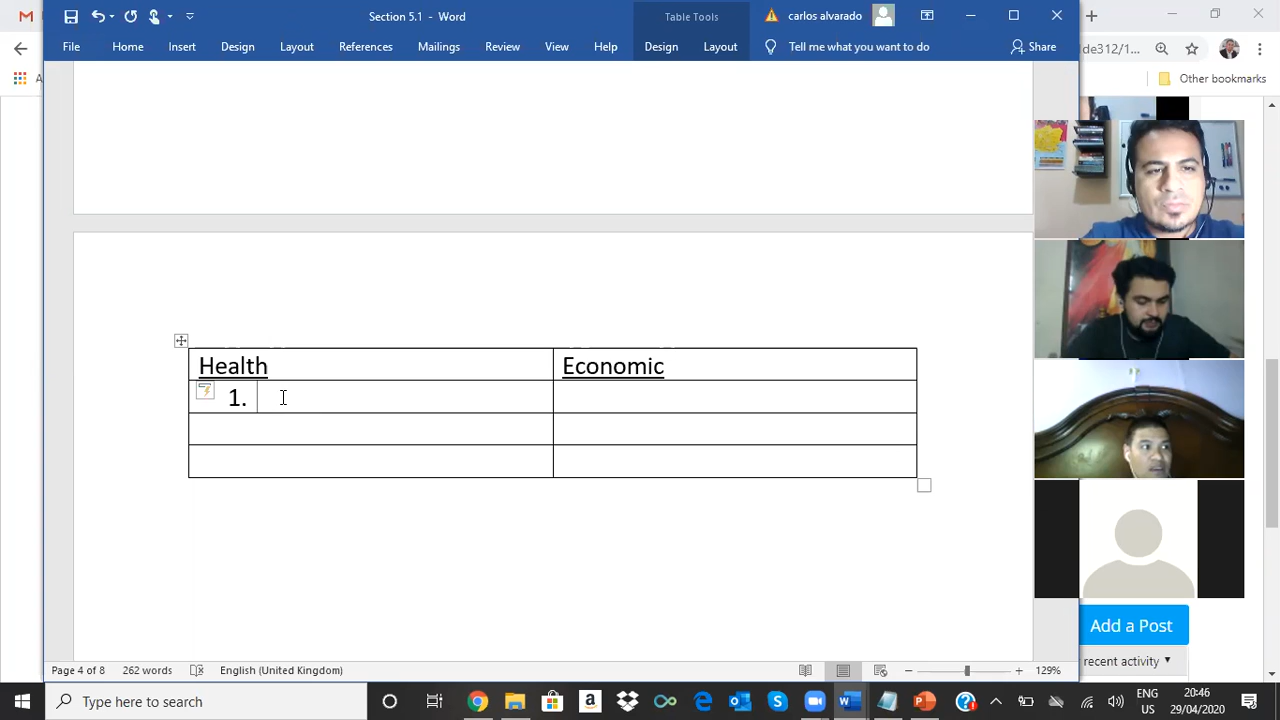 Section 5.1 - Word
Table Tools
carlos alvarado
File
Home
Insert
Design
Layout
References
Mailings
Review
View
Help
Design
Layout
Tell me what you want to do
Share
de312/1...
A
Other bookmarks
Health
Economic
1.
Add a Post
recent activity
Page 4 of 8
262 words
English (United Kingdom)
129%
Type here to search
ENG
US
20:46
29/04/2020